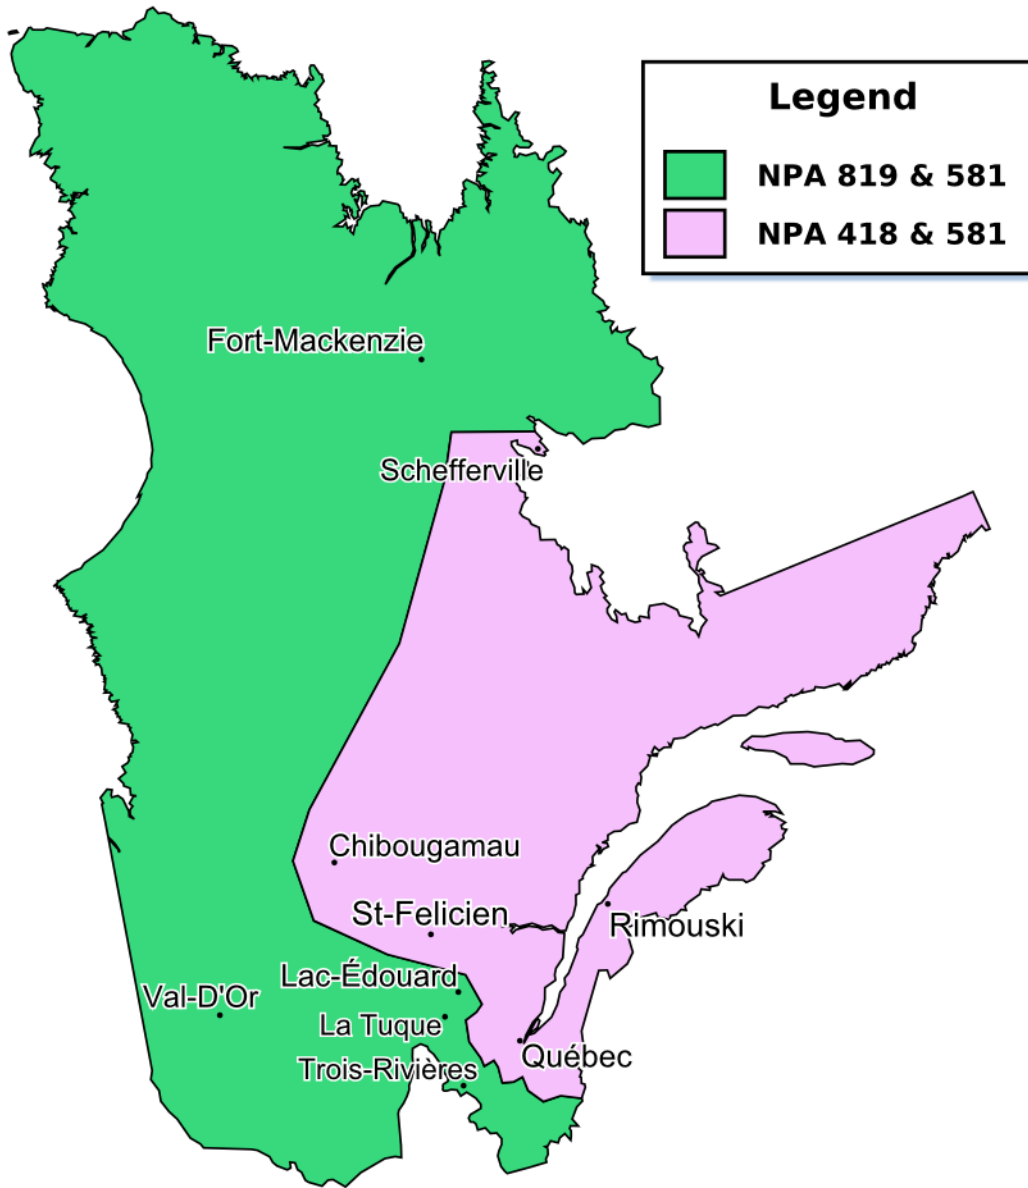 Legend
NPA 819 & 581
NPA 418 & 581
Fort-Mackenzie
Schefferville
Chibougamau
St-Felicien
Rimouski
Lac-Édouard
Val-D'Or
La Tuque
Québec
Trois-Rivières